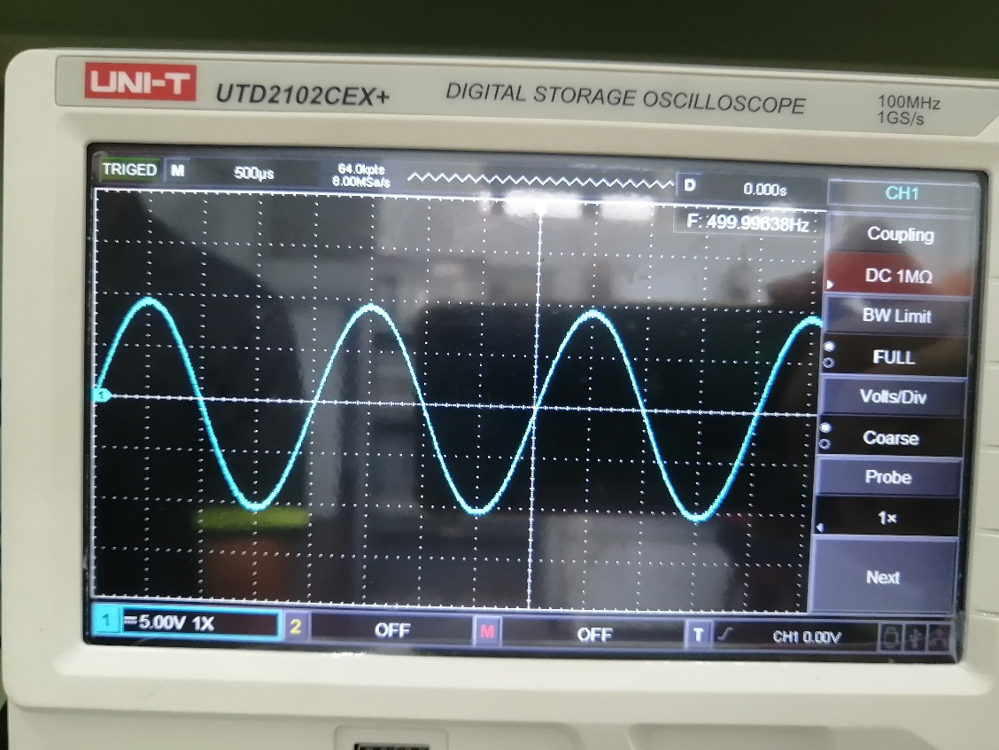 UNI-T UTD2102CEX+ DIGITAL STORAGE OSCILLOSCOPE 100MHz
1GS/s
TRIGED M 500µs 64.0kpts D 0.000s
8.00MSa/s
F: 499.99638Hz
CH1
Coupling
DC 1MΩ
BW Limit
FULL
Volts/Div
Coarse
Probe
1×
Next
1
1 5.00V 1X 2 OFF M OFF T CH1 0.00V